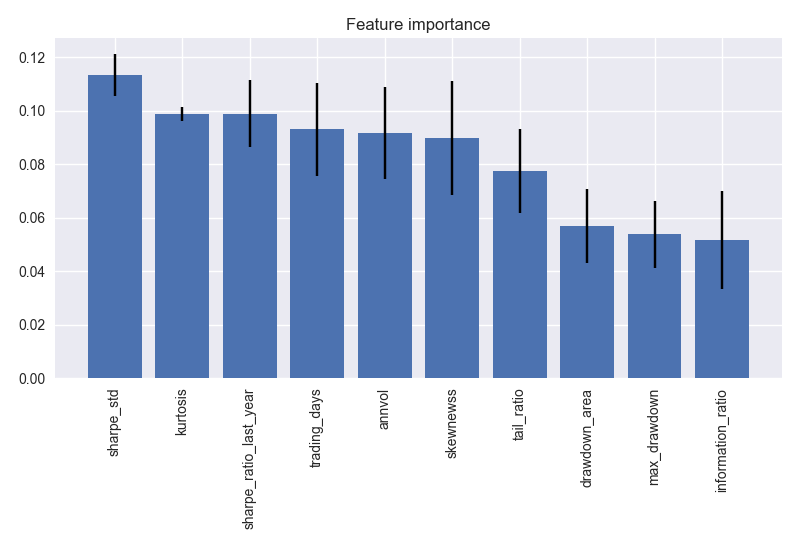 Feature importance
0.12
0.10
0.08
0.06
0.04
0.02
0.00
sharpe_std
kurtosis
sharpe_ratio_last_year
trading_days
annvol
skewnewss
tail_ratio
drawdown_area
max_drawdown
information_ratio